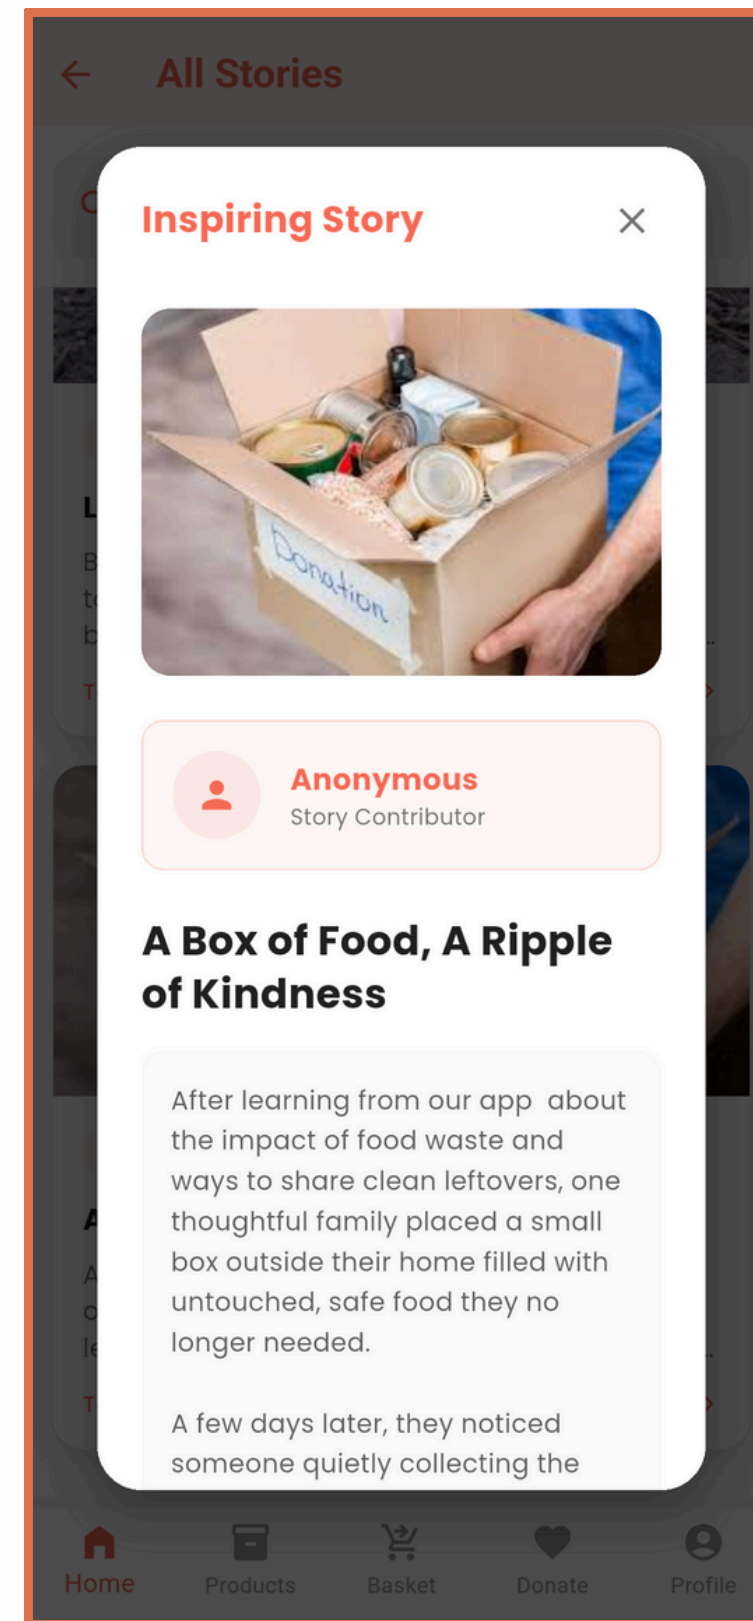 All Stories
Inspiring Story
Donation
Anonymous
Story Contributor
A Box of Food, A Ripple
of Kindness
After learning from our app  about
the impact of food waste and
ways to share clean leftovers, one
thoughtful family placed a small
box outside their home filled with
untouched, safe food they no
longer needed.
A few days later, they noticed
someone quietly collecting the
Home
Products
Basket
Donate
Profile